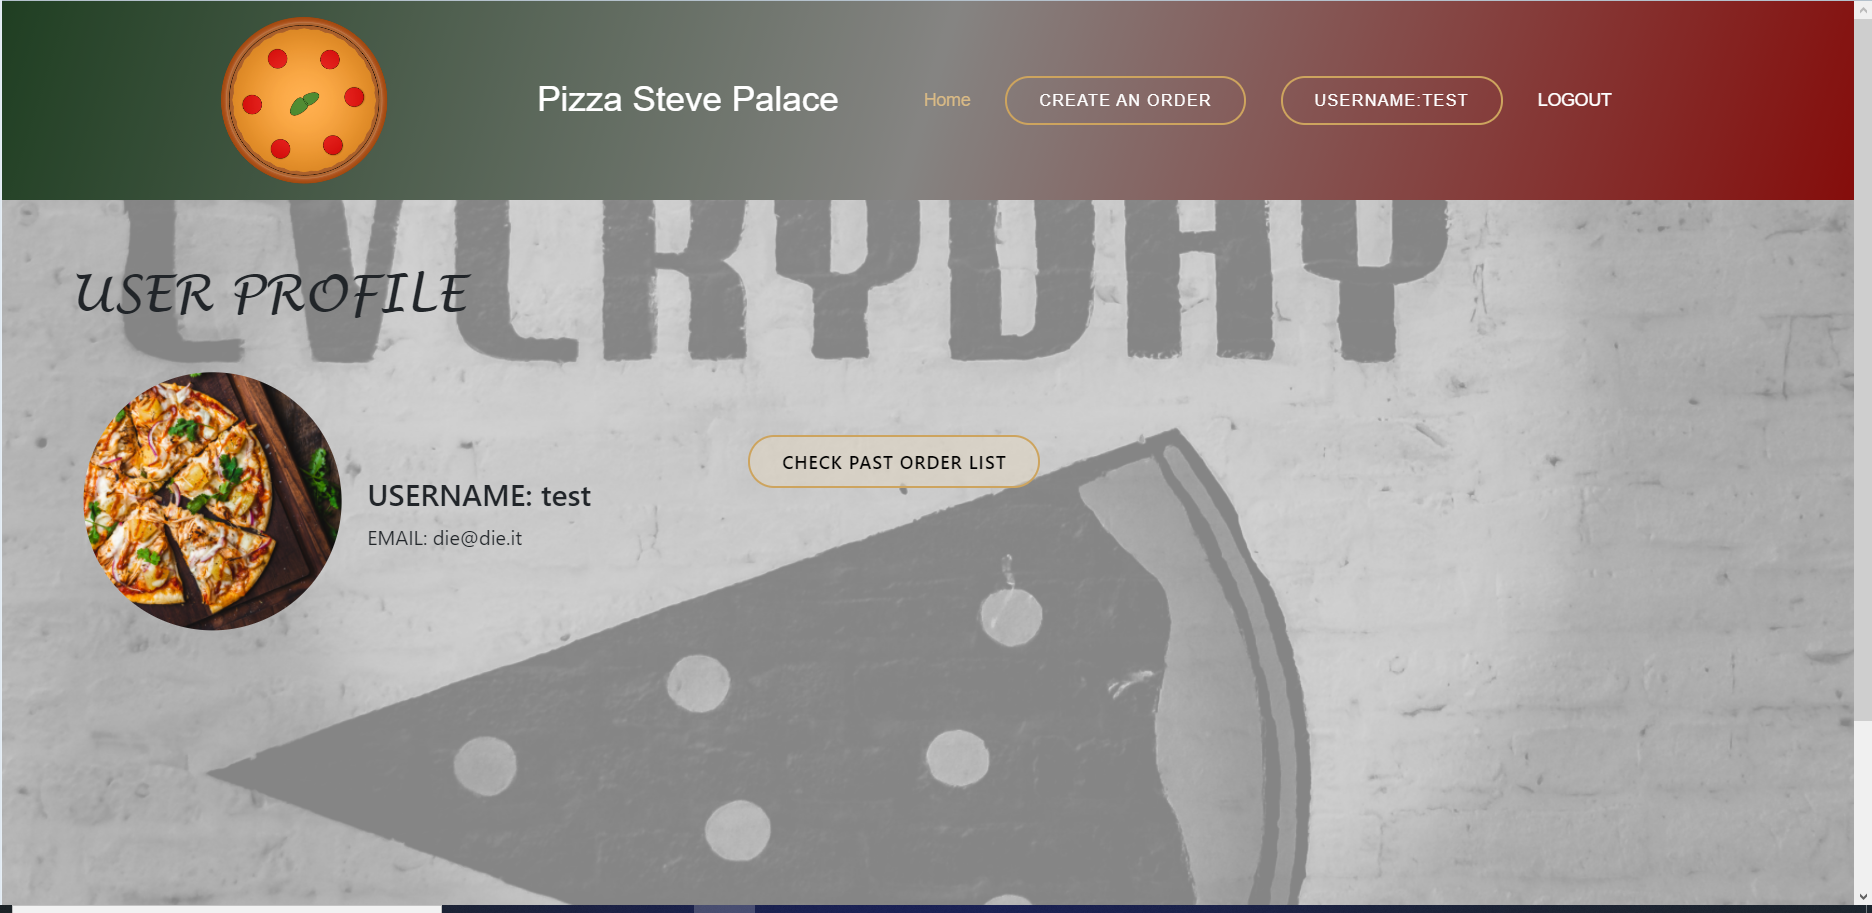 Pizza Steve Palace
Home
CREATE AN ORDER
USERNAME:TEST
LOGOUT
EVERYDAY
USER PROFILE
CHECK PAST ORDER LIST
USERNAME: test
EMAIL: die@die.it